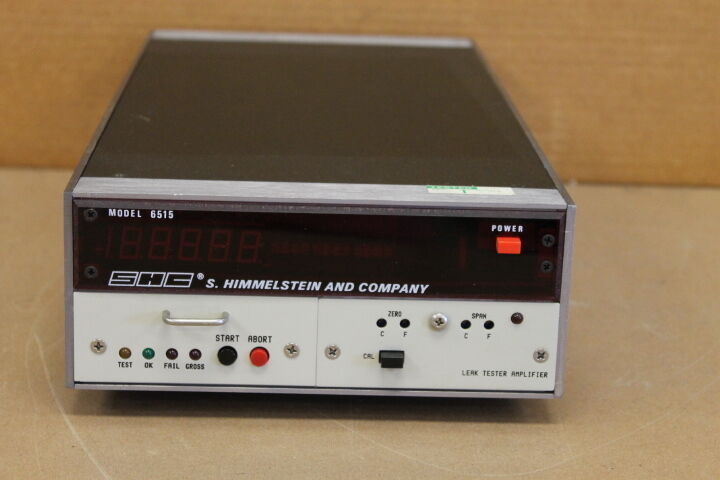 TESTED
MODEL 6515
POWER
SHC ® S. HIMMELSTEIN AND COMPANY
ZERO
SPAN
C F
C F
START ABORT
CAL
TEST OK FAIL GROSS
LEAK TESTER AMPLIFIER